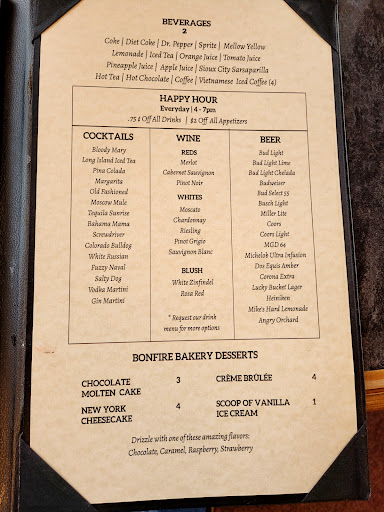 BEVERAGES
2
Coke | Diet Coke | Dr. Pepper | Sprite | Mellow Yellow
Lemonade | Iced Tea | Orange Juice | Tomato Juice
Pineapple Juice | Apple Juice | Sioux City Sarsaparilla
Hot Tea | Hot Chocolate | Coffee | Vietnamese Iced Coffee (4)
HAPPY HOUR
Everyday | 4 - 7pm
.75 ¢ Off All Drinks | $2 Off All Appetizers
COCKTAILS
Bloody Mary
Long Island Iced Tea
Pina Colada
Margarita
Old Fashioned
Moscow Mule
Tequila Sunrise
Bahama Mama
Screwdriver
Colorado Bulldog
White Russian
Fuzzy Naval
Salty Dog
Vodka Martini
Gin Martini
WINE
REDS
Merlot
Cabernet Sauvignon
Pinot Noir
WHITES
Moscato
Chardonnay
Riesling
Pinot Grigio
Sauvignon Blanc
BLUSH
White Zinfidel
Rosa Red
* Request our drink
menu for more options
BEER
Bud Light
Bud Light Lime
Bud Light Chelada
Budweiser
Bud Select 55
Busch Light
Miller Lite
Coors
Coors Light
MGD 64
Michelob Ultra Infusion
Dos Equis Amber
Corona Extra
Lucky Bucket Lager
Heiniken
Mike's Hard Lemonade
Angry Orchard
BONFIRE BAKERY DESSERTS
CHOCOLATE 3
MOLTEN CAKE
NEW YORK 4
CHEESECAKE
CRÈME BRÛLÉE 4
SCOOP OF VANILLA 1
ICE CREAM
Drizzle with one of these amazing flavors:
Chocolate, Caramel, Raspberry, Strawberry